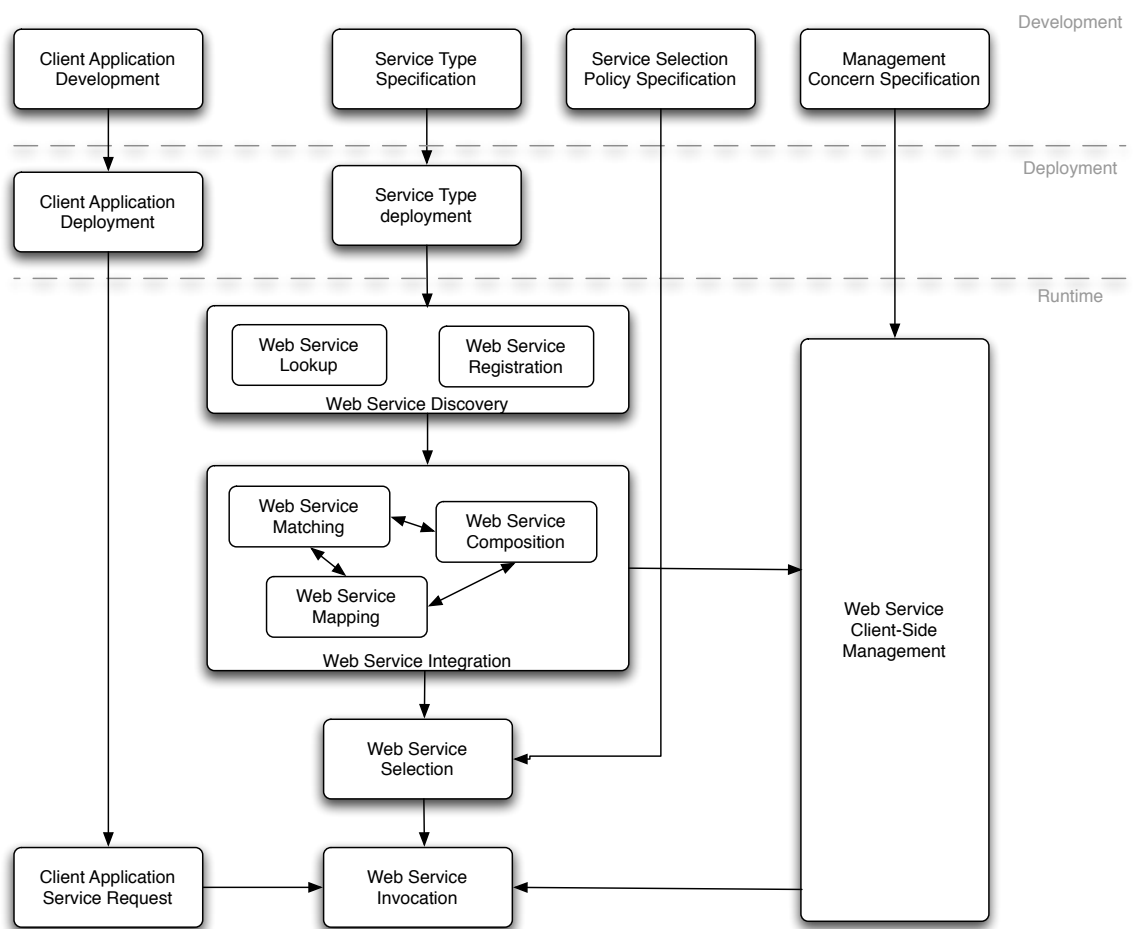 Development
Client Application
Development
Service Type
Specification
Service Selection
Policy Specification
Management
Concern Specification
Deployment
Client Application
Deployment
Service Type
deployment
Runtime
Web Service
Lookup
Web Service
Registration
Web Service Discovery
Web Service
Matching
Web Service
Composition
Web Service
Mapping
Web Service Integration
Web Service
Client-Side
Management
Web Service
Selection
Client Application
Service Request
Web Service
Invocation